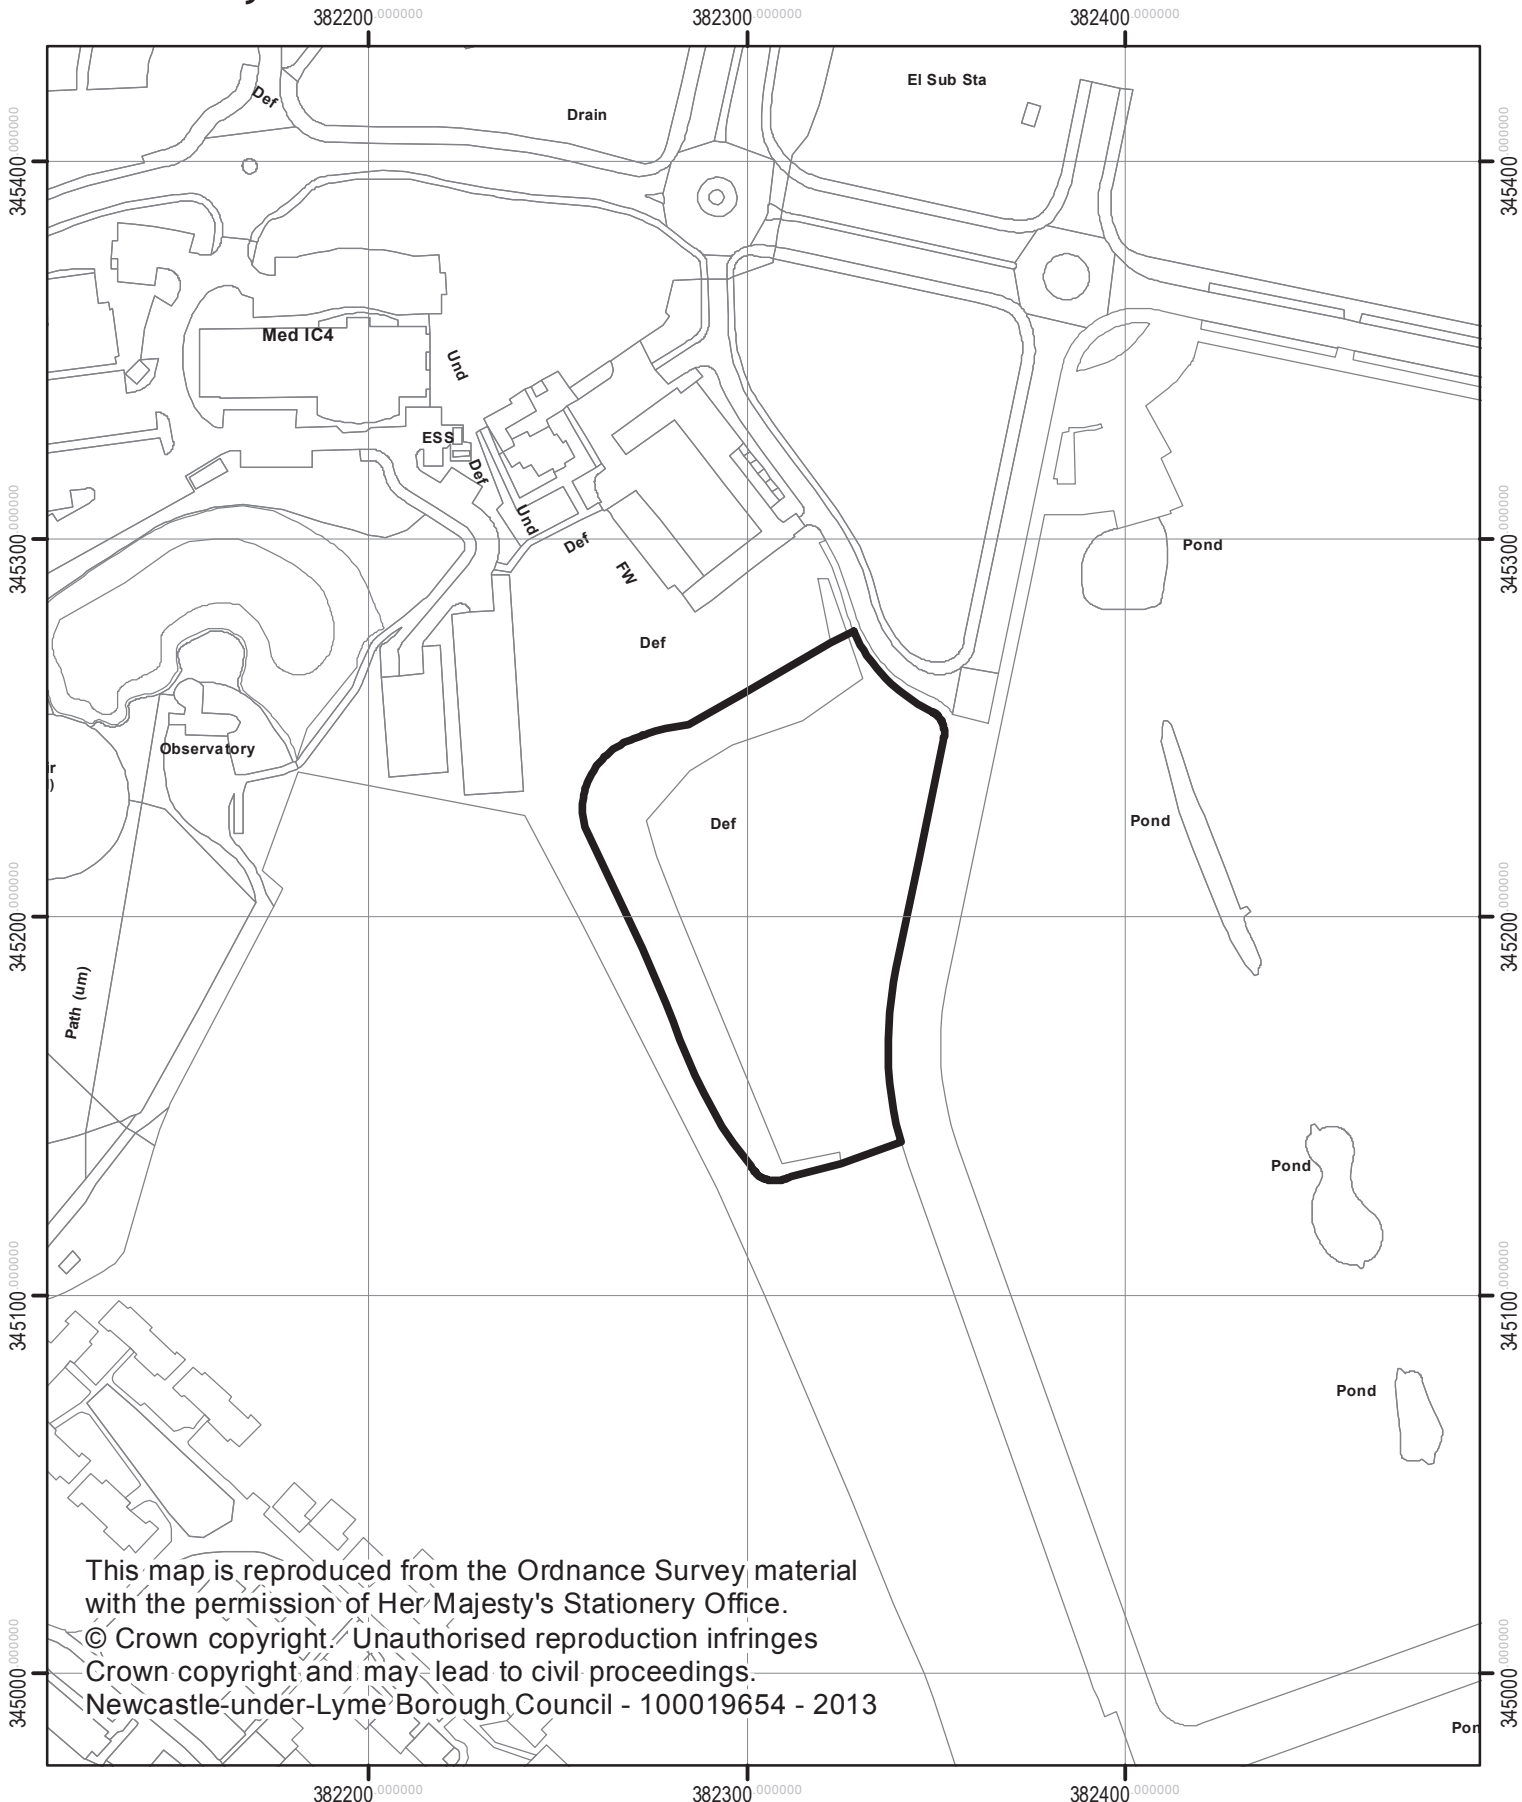 382200.000000 382300.000000 382400.000000
El Sub Sta
Def
Drain
345400.000000 345400.000000
Med IC4
Und
ESS
Def
Und
Def
FW
345300.000000 345300.000000
Pond
Def
Observatory
Def
Pond
345200.000000 345200.000000
Path (um)
Pond
345100.000000 345100.000000
Pond
This map is reproduced from the Ordnance Survey material
with the permission of Her Majesty's Stationery Office.
© Crown copyright. Unauthorised reproduction infringes
Crown copyright and may lead to civil proceedings.
Newcastle-under-Lyme Borough Council - 100019654 - 2013
345000.000000 345000.000000
Pon
382200.000000 382300.000000 382400.000000